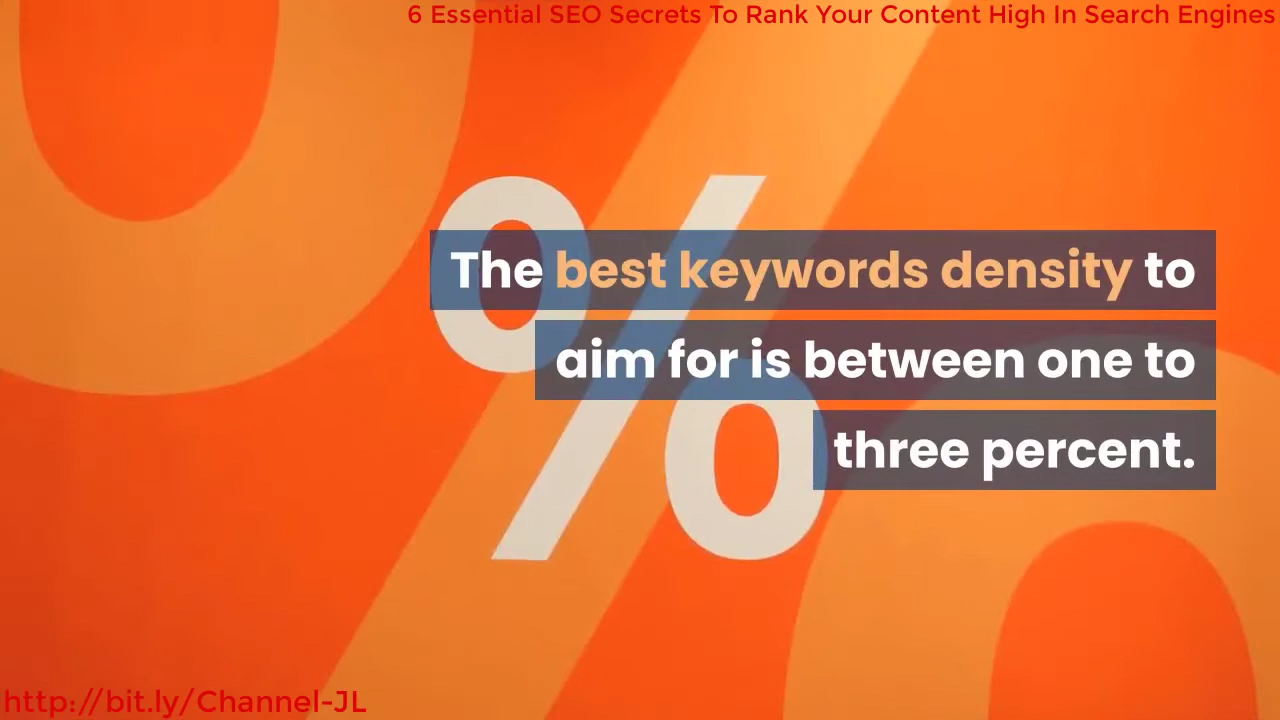 6 Essential SEO Secrets To Rank Your Content High In Search Engines
The best keywords density to
aim for is between one to
three percent.
http://bit.ly/Channel-JL